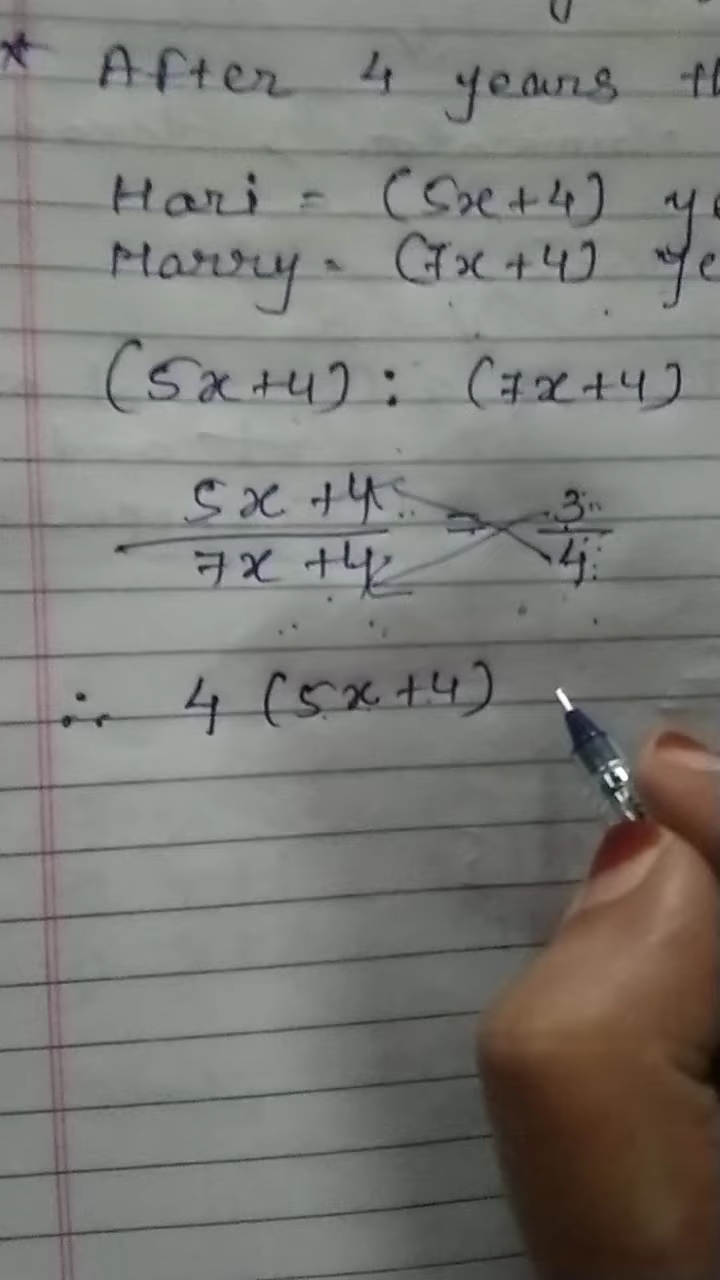 * After 4 years
Hari = (5x+4)
Harry = (7x+4)
(5x+4) : (7x+4)
5x+4 = 3
7x+4 4
∴ 4 (5x+4)